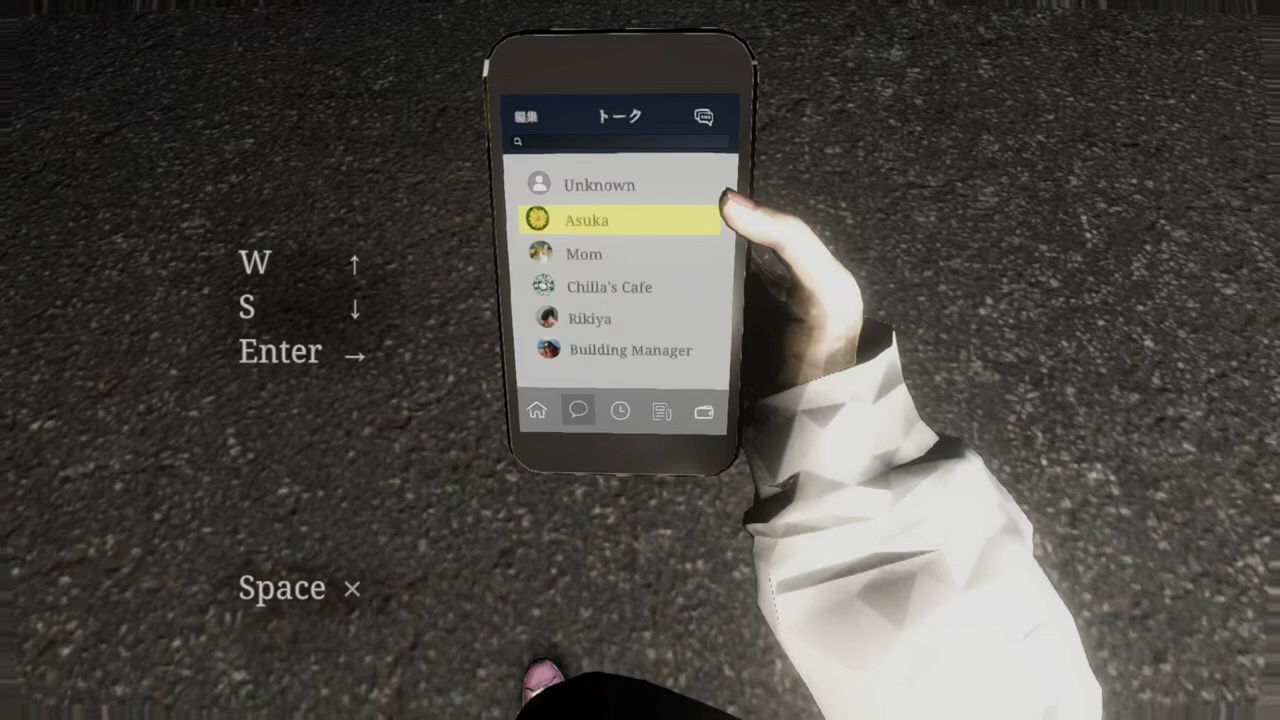 編集 トーク
Unknown
Asuka
Mom
Chilla's Cafe
Rikiya
Building Manager
W ↑
S ↓
Enter →
Space ×